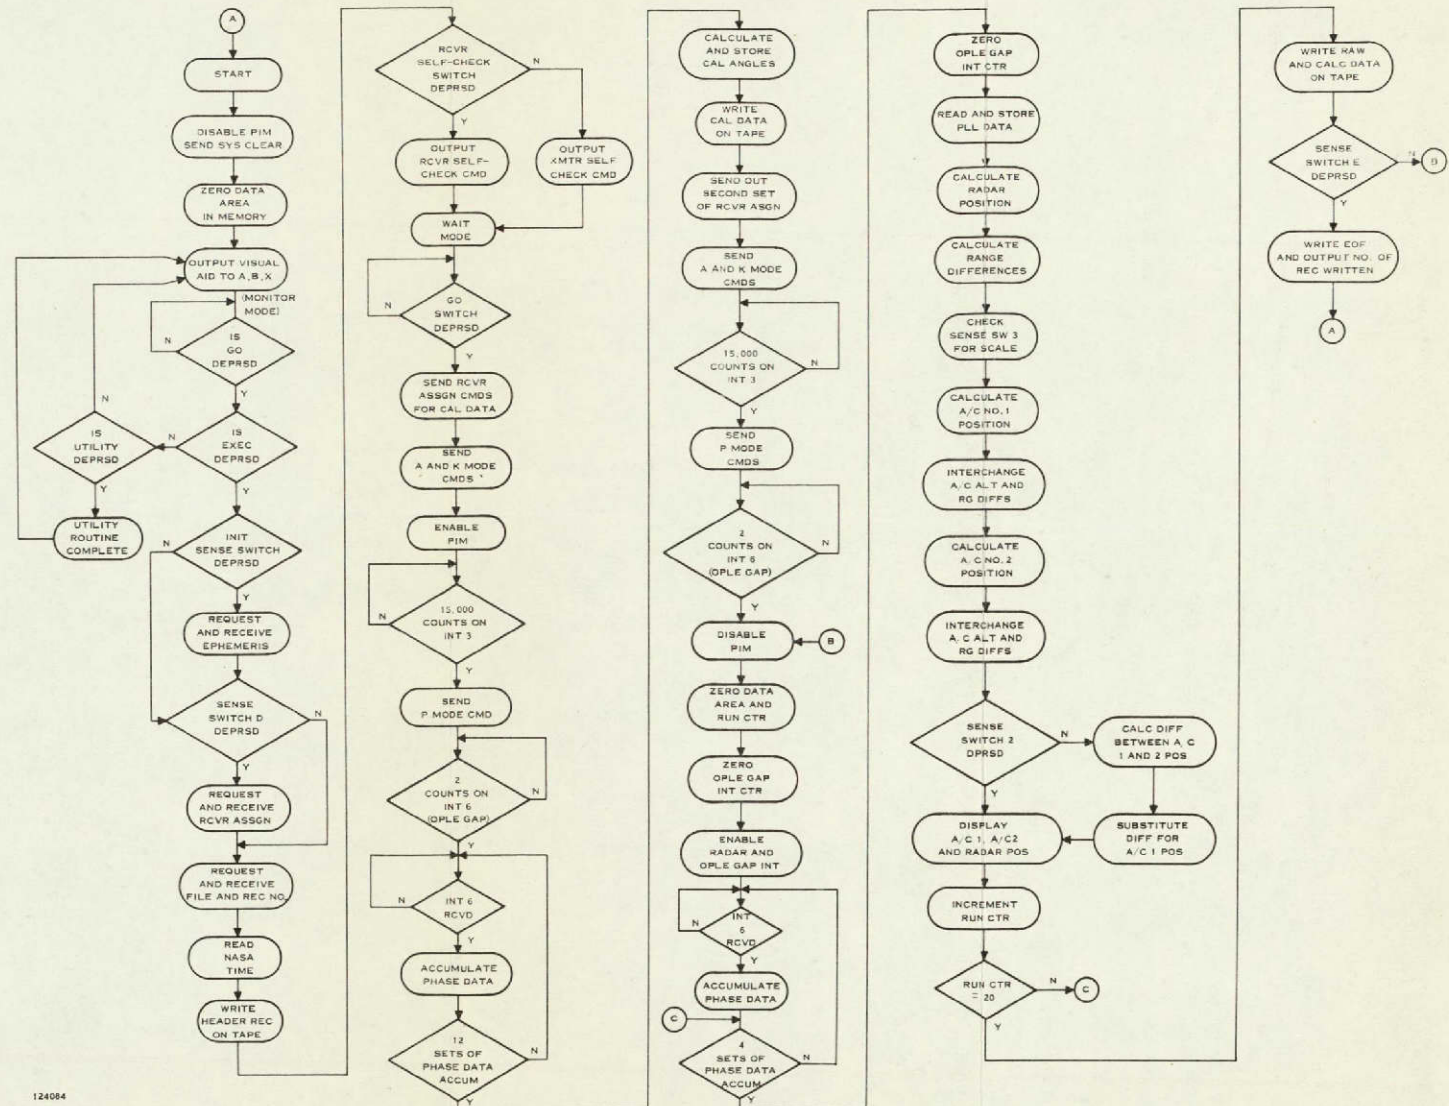 A
START
DISABLE PIM
SEND SYS CLEAR
ZERO DATA
AREA
IN MEMORY
OUTPUT VISUAL
AID TO A, B, X
(MONITOR
MODE)
IS
GO
DEPRSD
N
Y
IS
EXEC
DEPRSD
N
Y
IS
UTILITY
DEPRSD
N
Y
UTILITY
ROUTINE
COMPLETE
INIT
SENSE SWITCH
DEPRSD
N
Y
REQUEST
AND RECEIVE
EPHEMERIS
SENSE
SWITCH D
DEPRSD
N
Y
REQUEST
AND RECEIVE
RCVR ASSGN
REQUEST
AND RECEIVE
FILE AND REC NO.
READ
NASA
TIME
WRITE
HEADER REC
ON TAPE
124084
RCVR
SELF-CHECK
SWITCH
DEPRSD
N
Y
OUTPUT
RCVR SELF-
CHECK CMD
OUTPUT
XMTR SELF
CHECK CMD
WAIT
MODE
GO
SWITCH
DEPRSD
N
Y
SEND RCVR
ASSGN CMDS
FOR CAL DATA
SEND
A AND K MODE
CMDS
ENABLE
PIM
15,000
COUNTS ON
INT 3
N
Y
SEND
P MODE CMD
2
COUNTS ON
INT 6
(OPLE GAP)
N
Y
INT 6
RCVD
N
Y
ACCUMULATE
PHASE DATA
12
SETS OF
PHASE DATA
ACCUM
N
Y
CALCULATE
AND STORE
CAL ANGLES
WRITE
CAL DATA
ON TAPE
SEND OUT
SECOND SET
OF RCVR ASGN
SEND
A AND K MODE
CMDS
15,000
COUNTS ON
INT 3
N
Y
SEND
P MODE
CMDS
2
COUNTS ON
INT 6
(OPLE GAP)
N
Y
DISABLE
PIM
B
ZERO DATA
AREA AND
RUN CTR
ZERO
OPLE GAP
INT CTR
ENABLE
RADAR AND
OPLE GAP INT
INT
6
RCVD
N
Y
ACCUMULATE
PHASE DATA
C
4
SETS OF
PHASE DATA
ACCUM
N
Y
ZERO
OPLE GAP
INT CTR
READ AND STORE
PLL DATA
CALCULATE
RADAR
POSITION
CALCULATE
RANGE
DIFFERENCES
CHECK
SENSE SW 3
FOR SCALE
CALCULATE
A/C NO. 1
POSITION
INTERCHANGE
A/C ALT AND
RG DIFFS
CALCULATE
A/C NO. 2
POSITION
INTERCHANGE
A/C ALT AND
RG DIFFS
SENSE
SWITCH 2
DPRSD
N
Y
CALC DIFF
BETWEEN A/C
1 AND 2 POS
SUBSTITUTE
DIFF FOR
A/C 1 POS
DISPLAY
A/C 1, A/C2
AND RADAR POS
INCREMENT
RUN CTR
RUN CTR
= 20
N
C
Y
WRITE RAW
AND CALC DATA
ON TAPE
SENSE
SWITCH E
DEPRSD
N
Y
WRITE EOF
AND OUTPUT NO. OF
REC WRITTEN
A